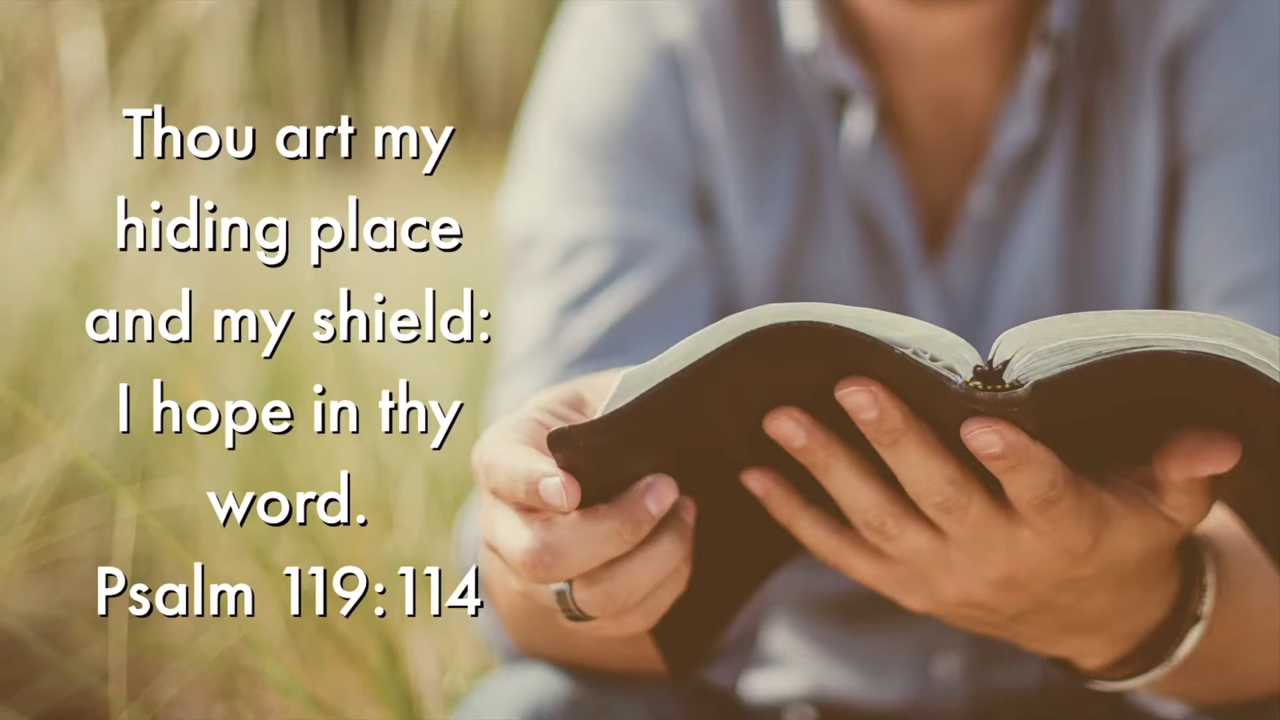 Thou art my
hiding place
and my shield:
I hope in thy
word.
Psalm 119:114